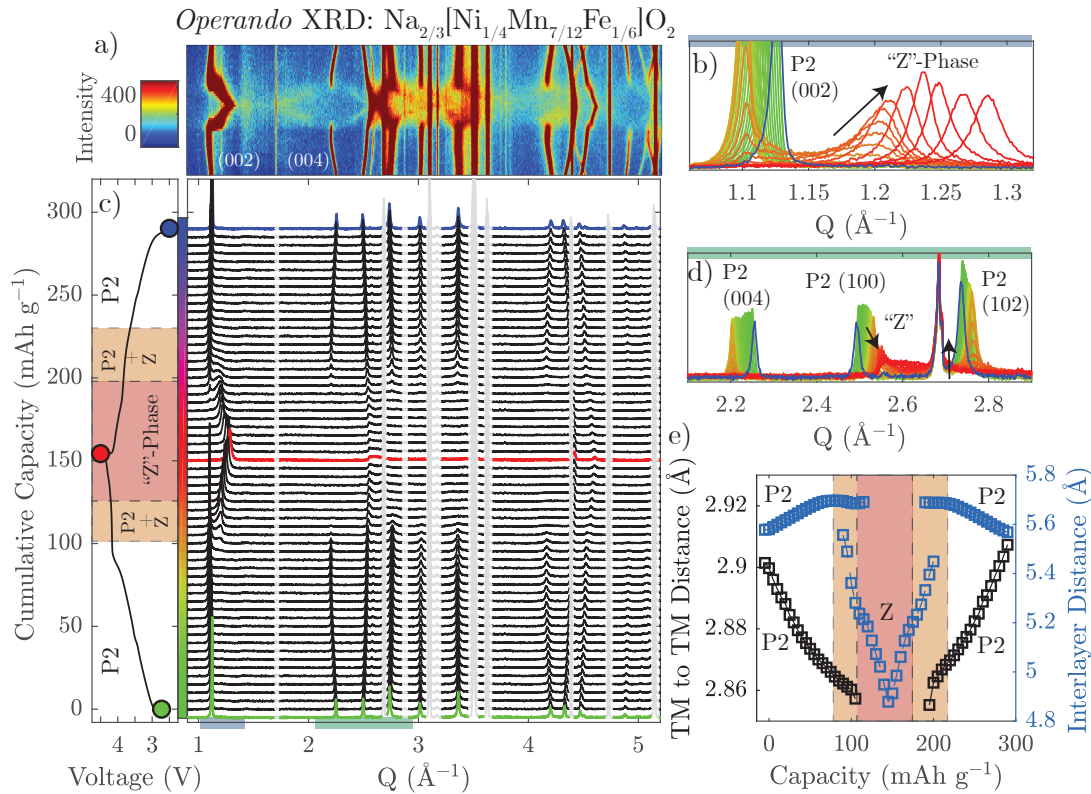 Operando XRD: Na2/3[Ni1/4Mn7/12Fe1/6]O2
a)
Intensity
400
0
(002)
(004)
b)
P2
(002)
"Z"-Phase
1.1
1.15
1.2
1.25
1.3
Q (Å⁻¹)
c)
Cumulative Capacity (mAh g⁻¹)
300
250
200
150
100
50
0
P2
P2
+
Z
"Z"-Phase
P2
+
Z
P2
4
3
Voltage (V)
1
2
3
4
5
Q (Å⁻¹)
d)
P2
(004)
P2 (100)
"Z"
P2
(102)
2.2
2.4
2.6
2.8
Q (Å⁻¹)
e)
TM to TM Distance (Å)
2.92
2.9
2.88
2.86
P2
P2
P2
P2
Z
Interlayer Distance (Å)
5.8
5.6
5.4
5.2
5
4.8
0
100
200
300
Capacity (mAh g⁻¹)